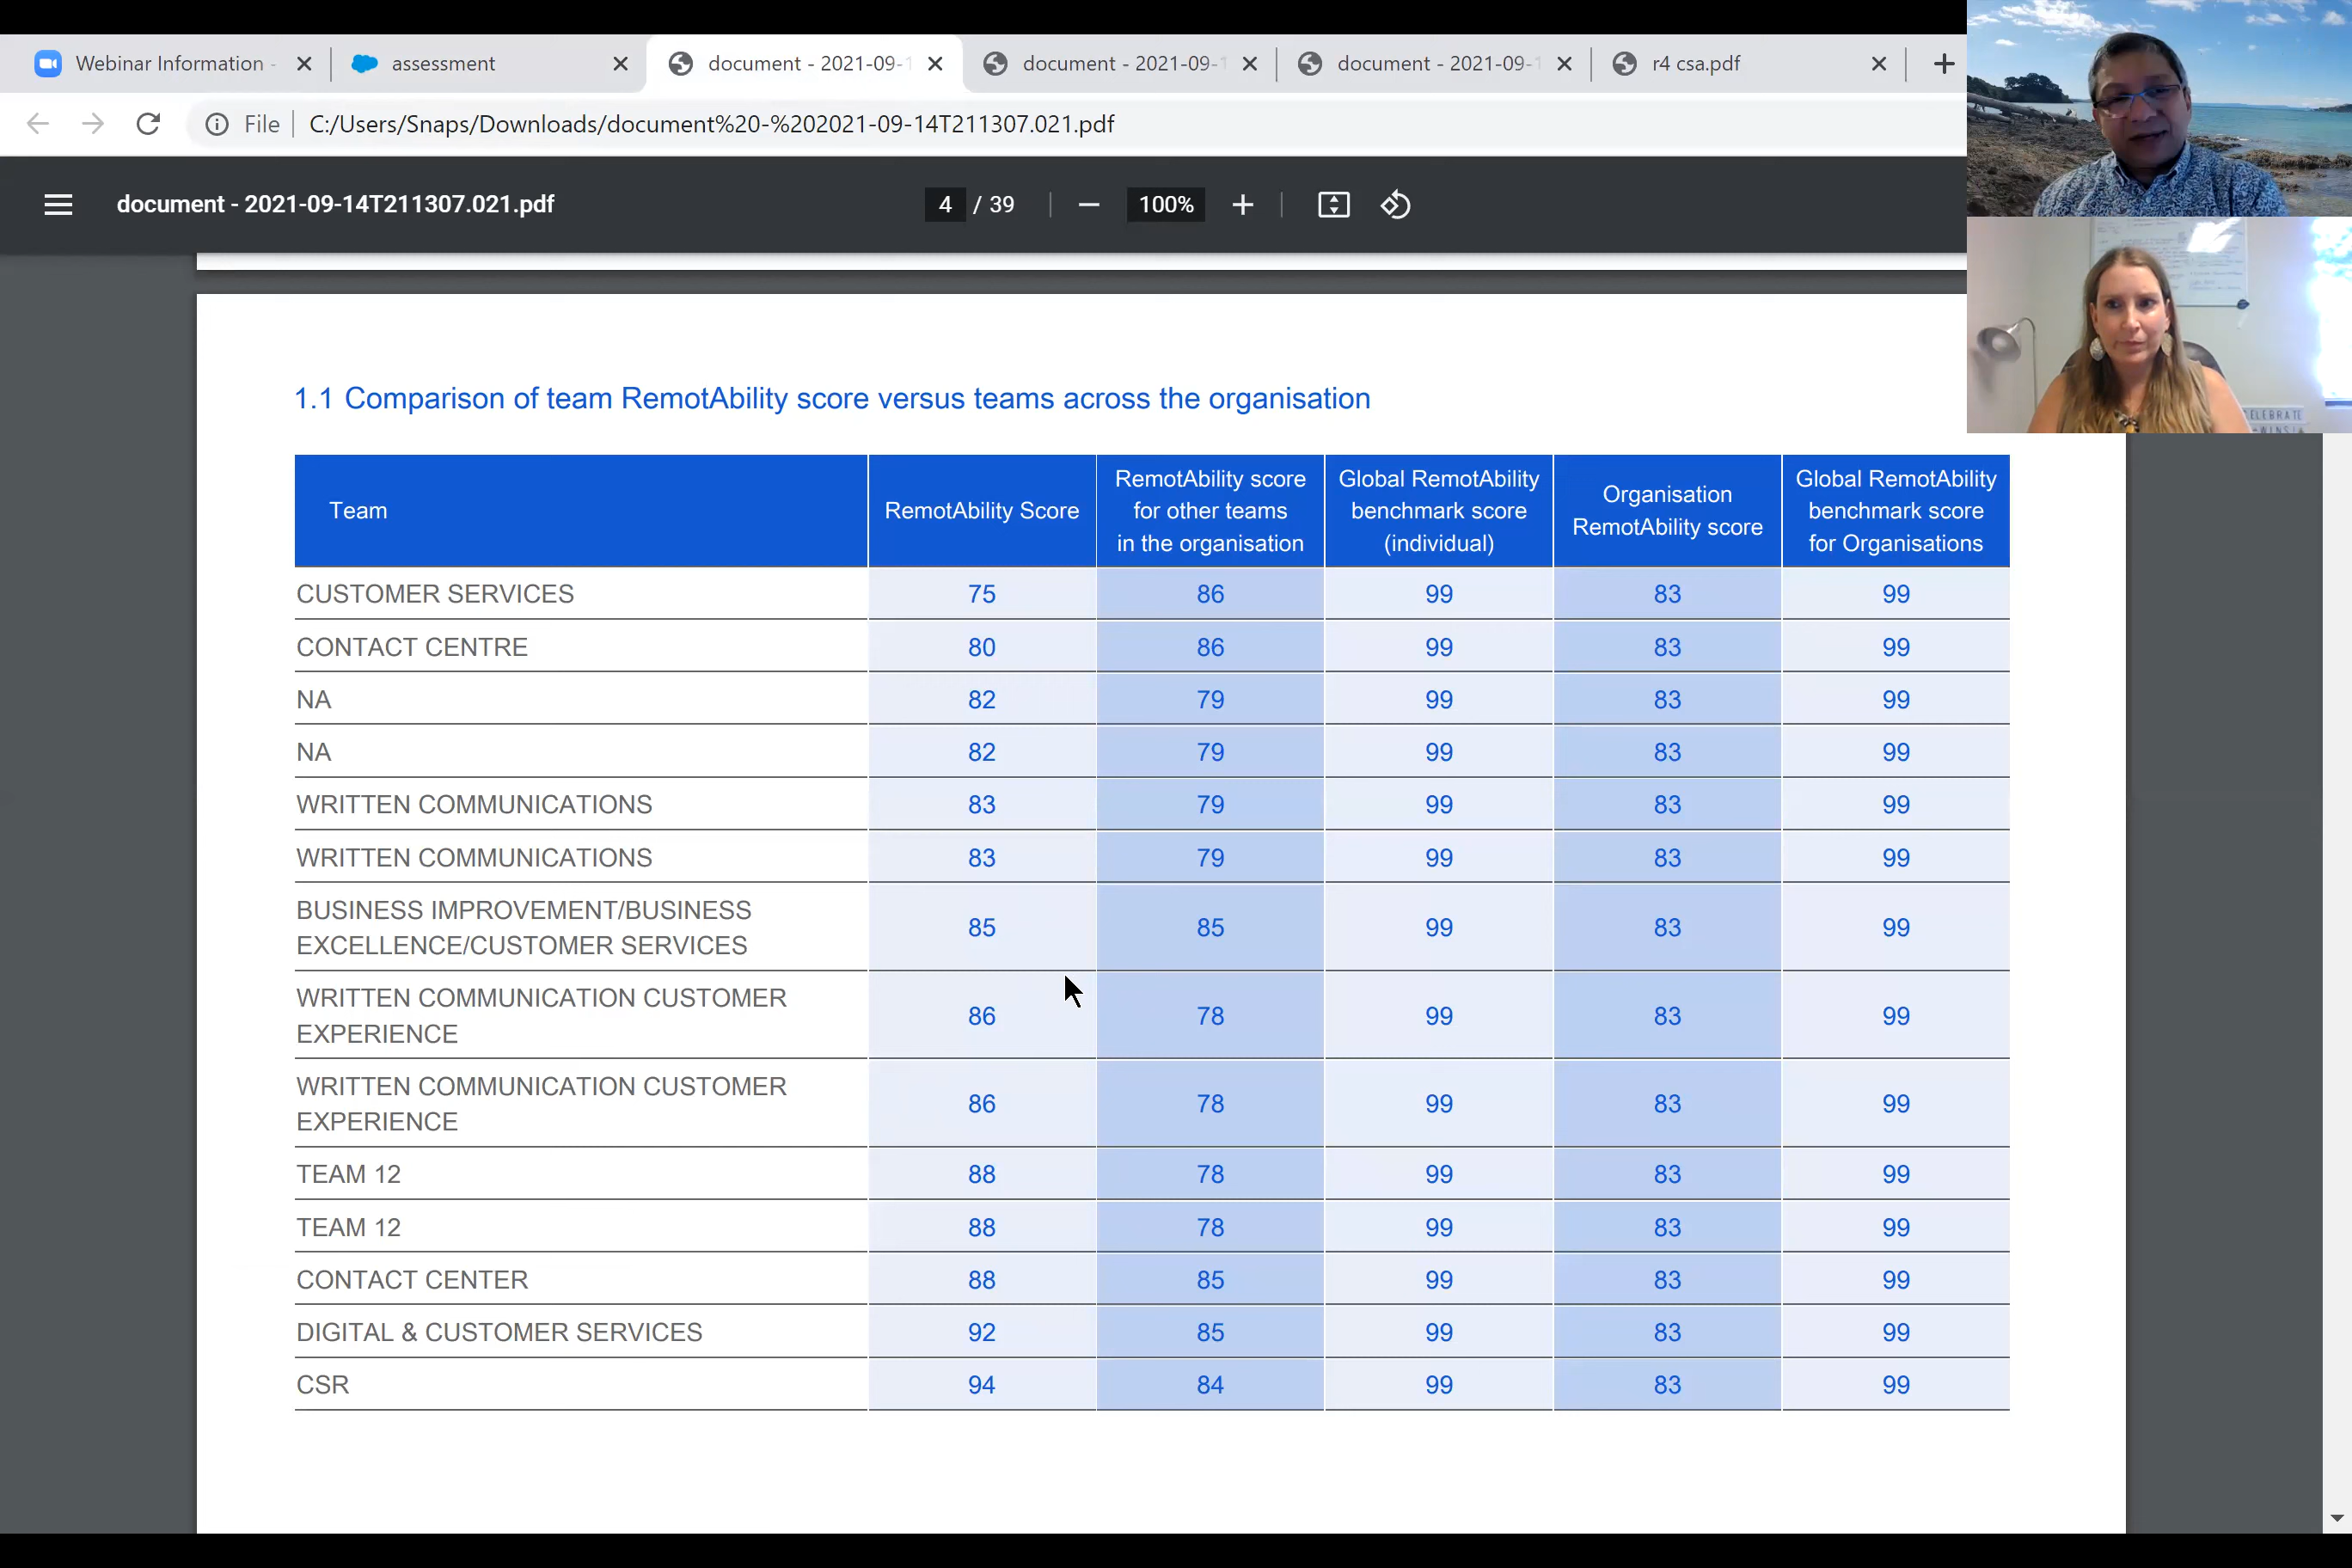 Webinar Information -
assessment
document - 2021-09-1
document - 2021-09-1
document - 2021-09-1
r4 csa.pdf
File
C:/Users/Snaps/Downloads/document%20-%202021-09-14T211307.021.pdf
document - 2021-09-14T211307.021.pdf
4 / 39
100%
1.1 Comparison of team RemotAbility score versus teams across the organisation
Team
RemotAbility Score
RemotAbility score
for other teams
in the organisation
Global RemotAbility
benchmark score
(individual)
Organisation
RemotAbility score
Global RemotAbility
benchmark score
for Organisations
CUSTOMER SERVICES 75 86 99 83 99
CONTACT CENTRE 80 86 99 83 99
NA 82 79 99 83 99
NA 82 79 99 83 99
WRITTEN COMMUNICATIONS 83 79 99 83 99
WRITTEN COMMUNICATIONS 83 79 99 83 99
BUSINESS IMPROVEMENT/BUSINESS
EXCELLENCE/CUSTOMER SERVICES 85 85 99 83 99
WRITTEN COMMUNICATION CUSTOMER
EXPERIENCE 86 78 99 83 99
WRITTEN COMMUNICATION CUSTOMER
EXPERIENCE 86 78 99 83 99
TEAM 12 88 78 99 83 99
TEAM 12 88 78 99 83 99
CONTACT CENTER 88 85 99 83 99
DIGITAL & CUSTOMER SERVICES 92 85 99 83 99
CSR 94 84 99 83 99